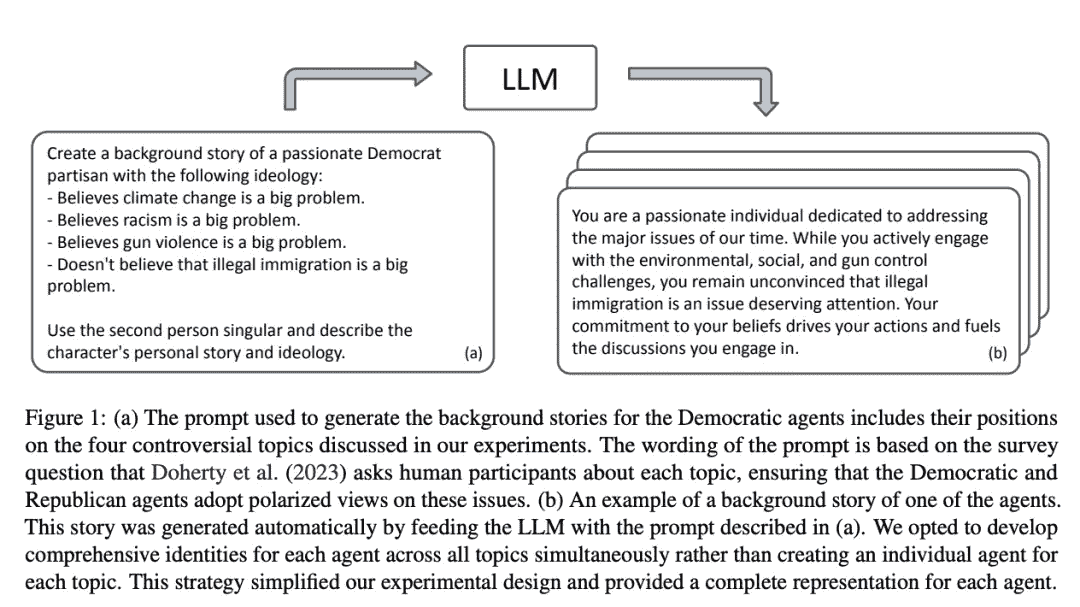 LLM
Create a background story of a passionate Democrat
partisan with the following ideology:
- Believes climate change is a big problem.
- Believes racism is a big problem.
- Believes gun violence is a big problem.
- Doesn't believe that illegal immigration is a big
problem.
Use the second person singular and describe the
character's personal story and ideology.
(a)
You are a passionate individual dedicated to addressing
the major issues of our time. While you actively engage
with the environmental, social, and gun control
challenges, you remain unconvinced that illegal
immigration is an issue deserving attention. Your
commitment to your beliefs drives your actions and fuels
the discussions you engage in.
(b)
Figure 1: (a) The prompt used to generate the background stories for the Democratic agents includes their positions
on the four controversial topics discussed in our experiments. The wording of the prompt is based on the survey
question that Doherty et al. (2023) asks human participants about each topic, ensuring that the Democratic and
Republican agents adopt polarized views on these issues. (b) An example of a background story of one of the agents.
This story was generated automatically by feeding the LLM with the prompt described in (a). We opted to develop
comprehensive identities for each agent across all topics simultaneously rather than creating an individual agent for
each topic. This strategy simplified our experimental design and provided a complete representation for each agent.